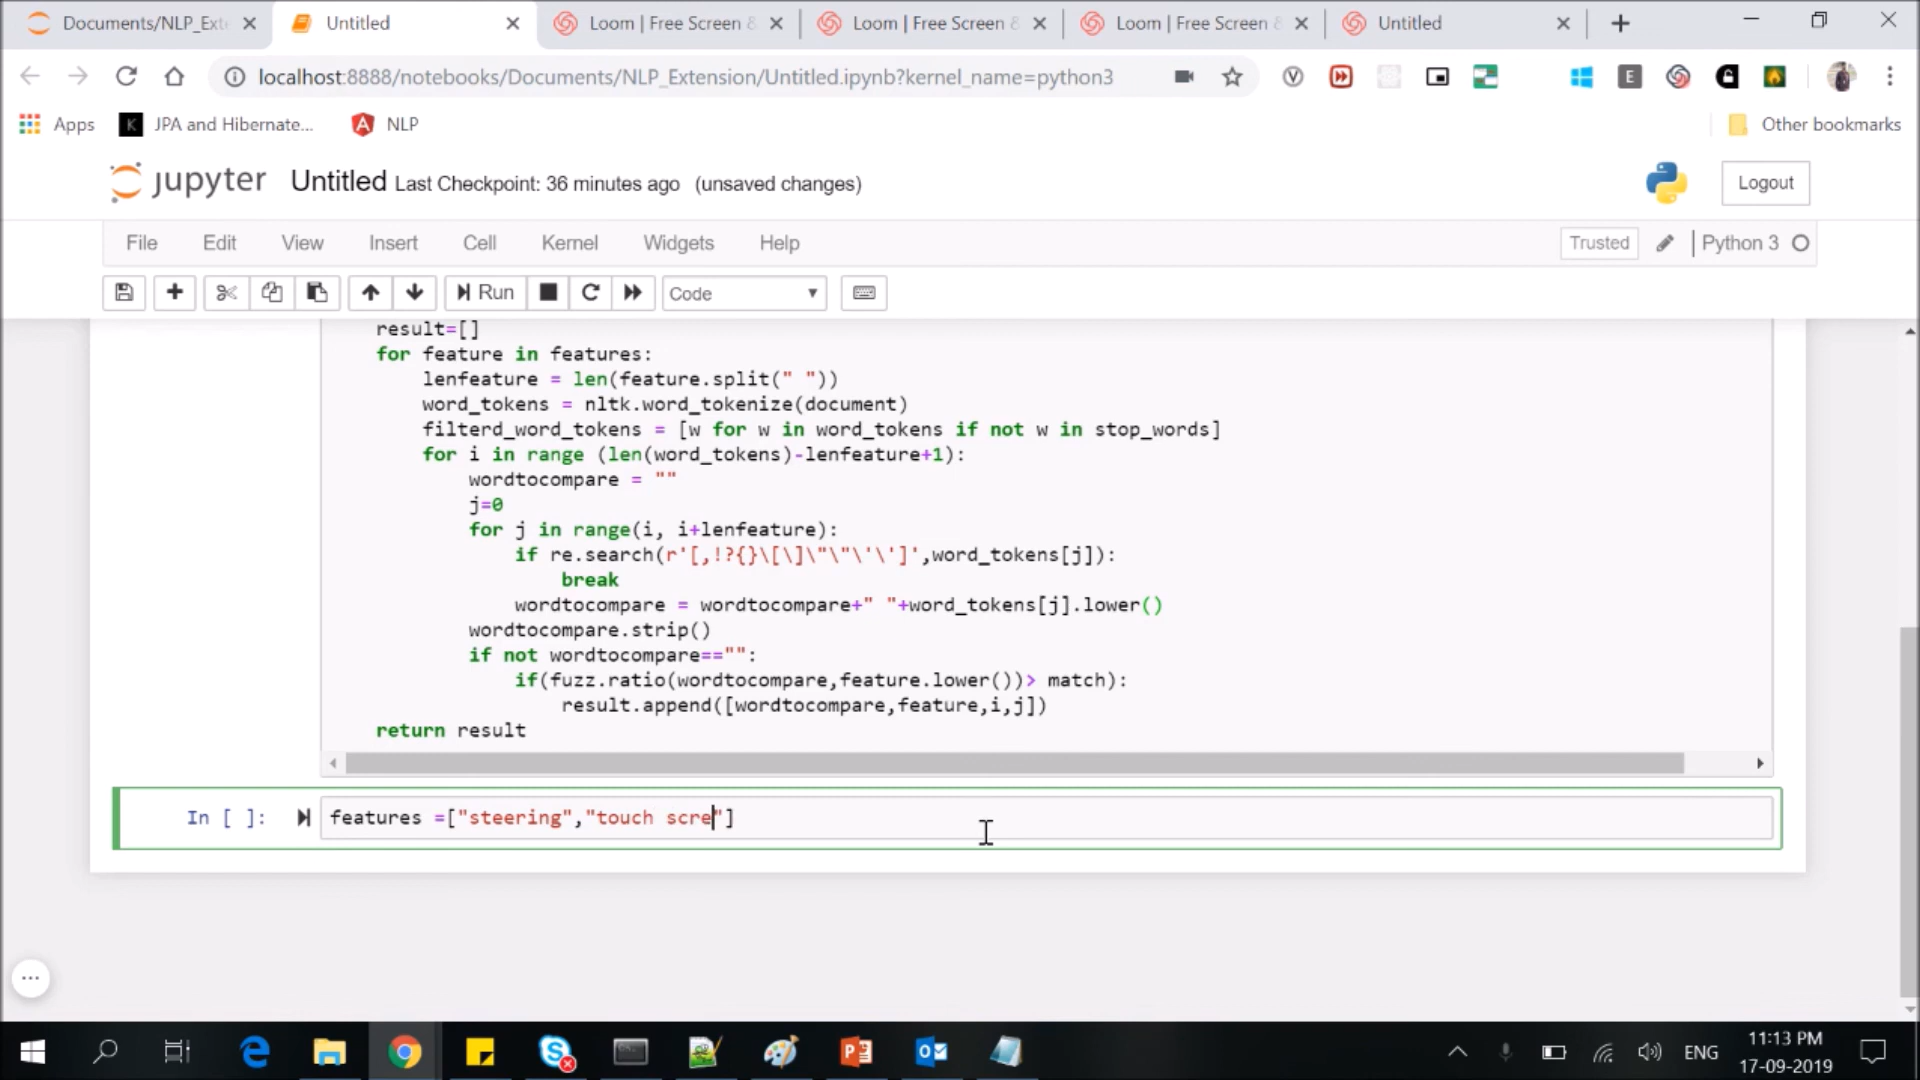 Documents/NLP_Exte
Untitled
Loom | Free Screen &
Loom | Free Screen &
Loom | Free Screen &
Untitled
localhost:8888/notebooks/Documents/NLP_Extension/Untitled.ipynb?kernel_name=python3
Apps
K
JPA and Hibernate...
NLP
Other bookmarks
jupyter
Untitled Last Checkpoint: 36 minutes ago (unsaved changes)
Logout
File Edit View Insert Cell Kernel Widgets Help
Trusted
Python 3
Run
Code
result=[]
for feature in features:
lenfeature = len(feature.split(" "))
word_tokens = nltk.word_tokenize(document)
filterd_word_tokens = [w for w in word_tokens if not w in stop_words]
for i in range (len(word_tokens)-lenfeature+1):
wordtocompare = ""
j=0
for j in range(i, i+lenfeature):
if re.search(r'[,!?{}\[\]\"\"\'\']',word_tokens[j]):
break
wordtocompare = wordtocompare+" "+word_tokens[j].lower()
wordtocompare.strip()
if not wordtocompare=="":
if(fuzz.ratio(wordtocompare,feature.lower())> match):
result.append([wordtocompare,feature,i,j])
return result
In [ ]:
features =["steering","touch scre"]
ENG
11:13 PM
17-09-2019